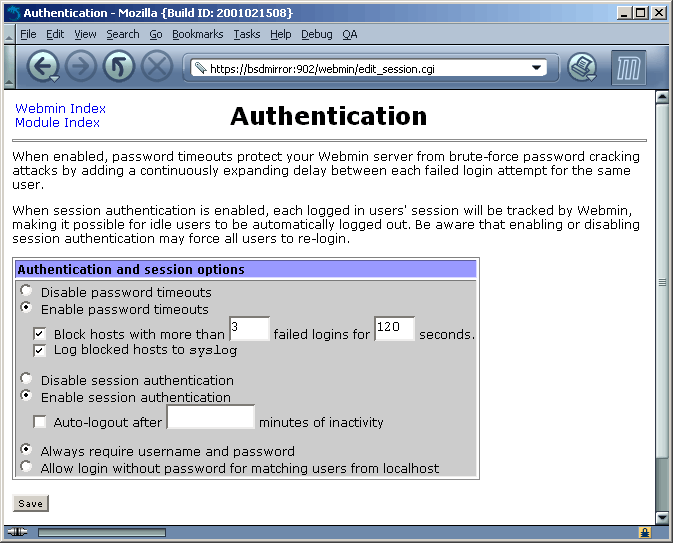 Authentication - Mozilla {Build ID: 2001021508}
File Edit View Search Go Bookmarks Tasks Help Debug QA
https://bsdmirror:902/webmin/edit_session.cgi
Webmin Index
Module Index
Authentication
When enabled, password timeouts protect your Webmin server from brute-force password cracking
attacks by adding a continuously expanding delay between each failed login attempt for the same
user.
When session authentication is enabled, each logged in users' session will be tracked by Webmin,
making it possible for idle users to be automatically logged out. Be aware that enabling or disabling
session authentication may force all users to re-login.
Authentication and session options
Disable password timeouts
Enable password timeouts
Block hosts with more than 3 failed logins for 120 seconds.
Log blocked hosts to syslog
Disable session authentication
Enable session authentication
Auto-logout after minutes of inactivity
Always require username and password
Allow login without password for matching users from localhost
Save